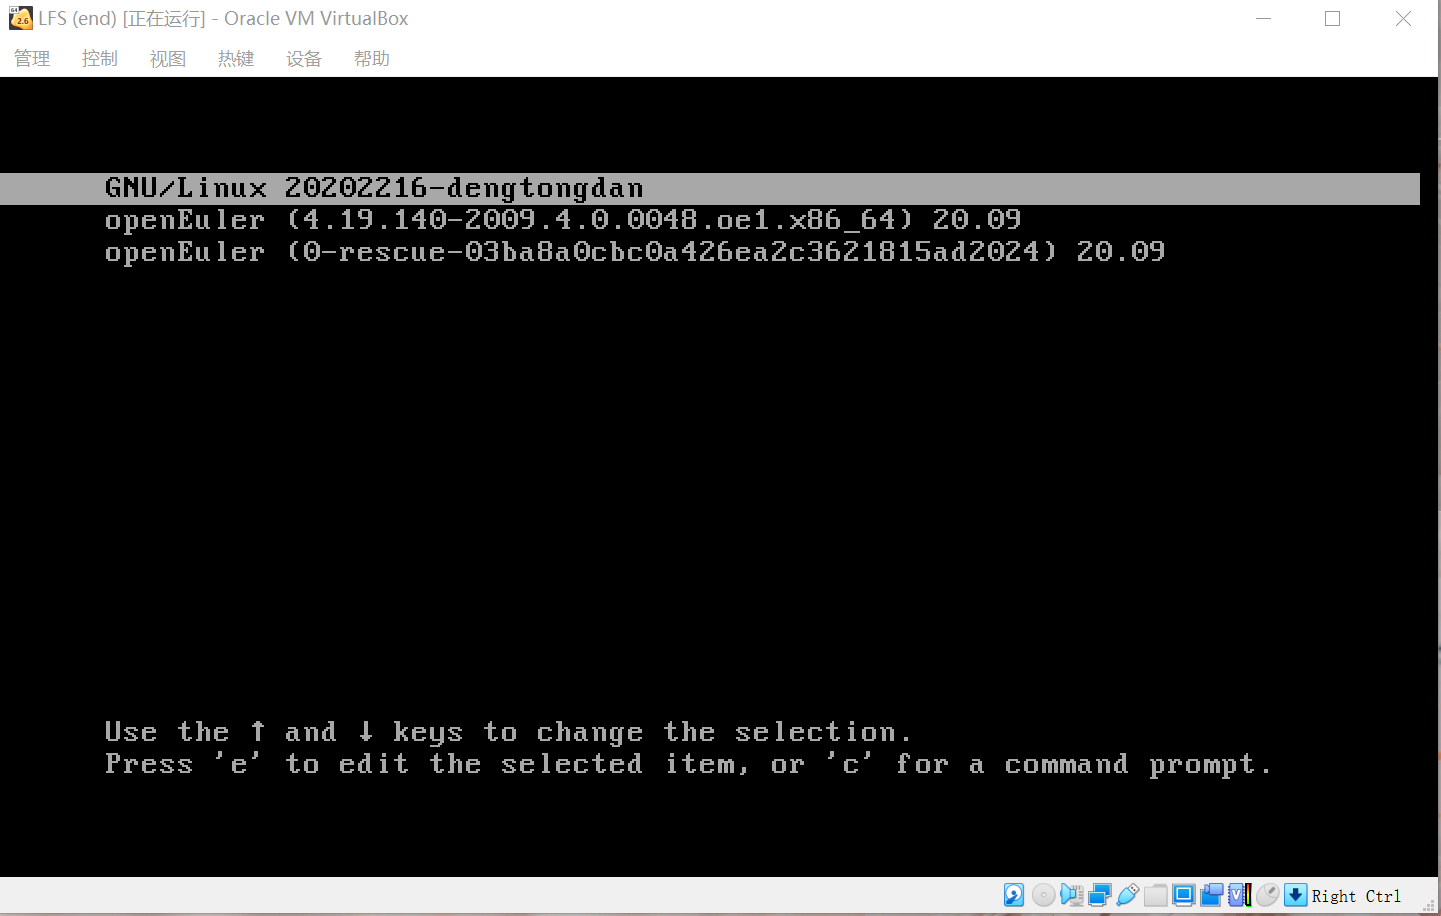 LFS (end) [正在运行] - Oracle VM VirtualBox
管理 控制 视图 热键 设备 帮助
GNU/Linux 20202216-dengtongdan
openEuler (4.19.140-2009.4.0.0048.oe1.x86_64) 20.09
openEuler (0-rescue-03ba8a0cbc0a426ea2c3621815ad2024) 20.09
Use the ↑ and ↓ keys to change the selection.
Press 'e' to edit the selected item, or 'c' for a command prompt.
Right Ctrl